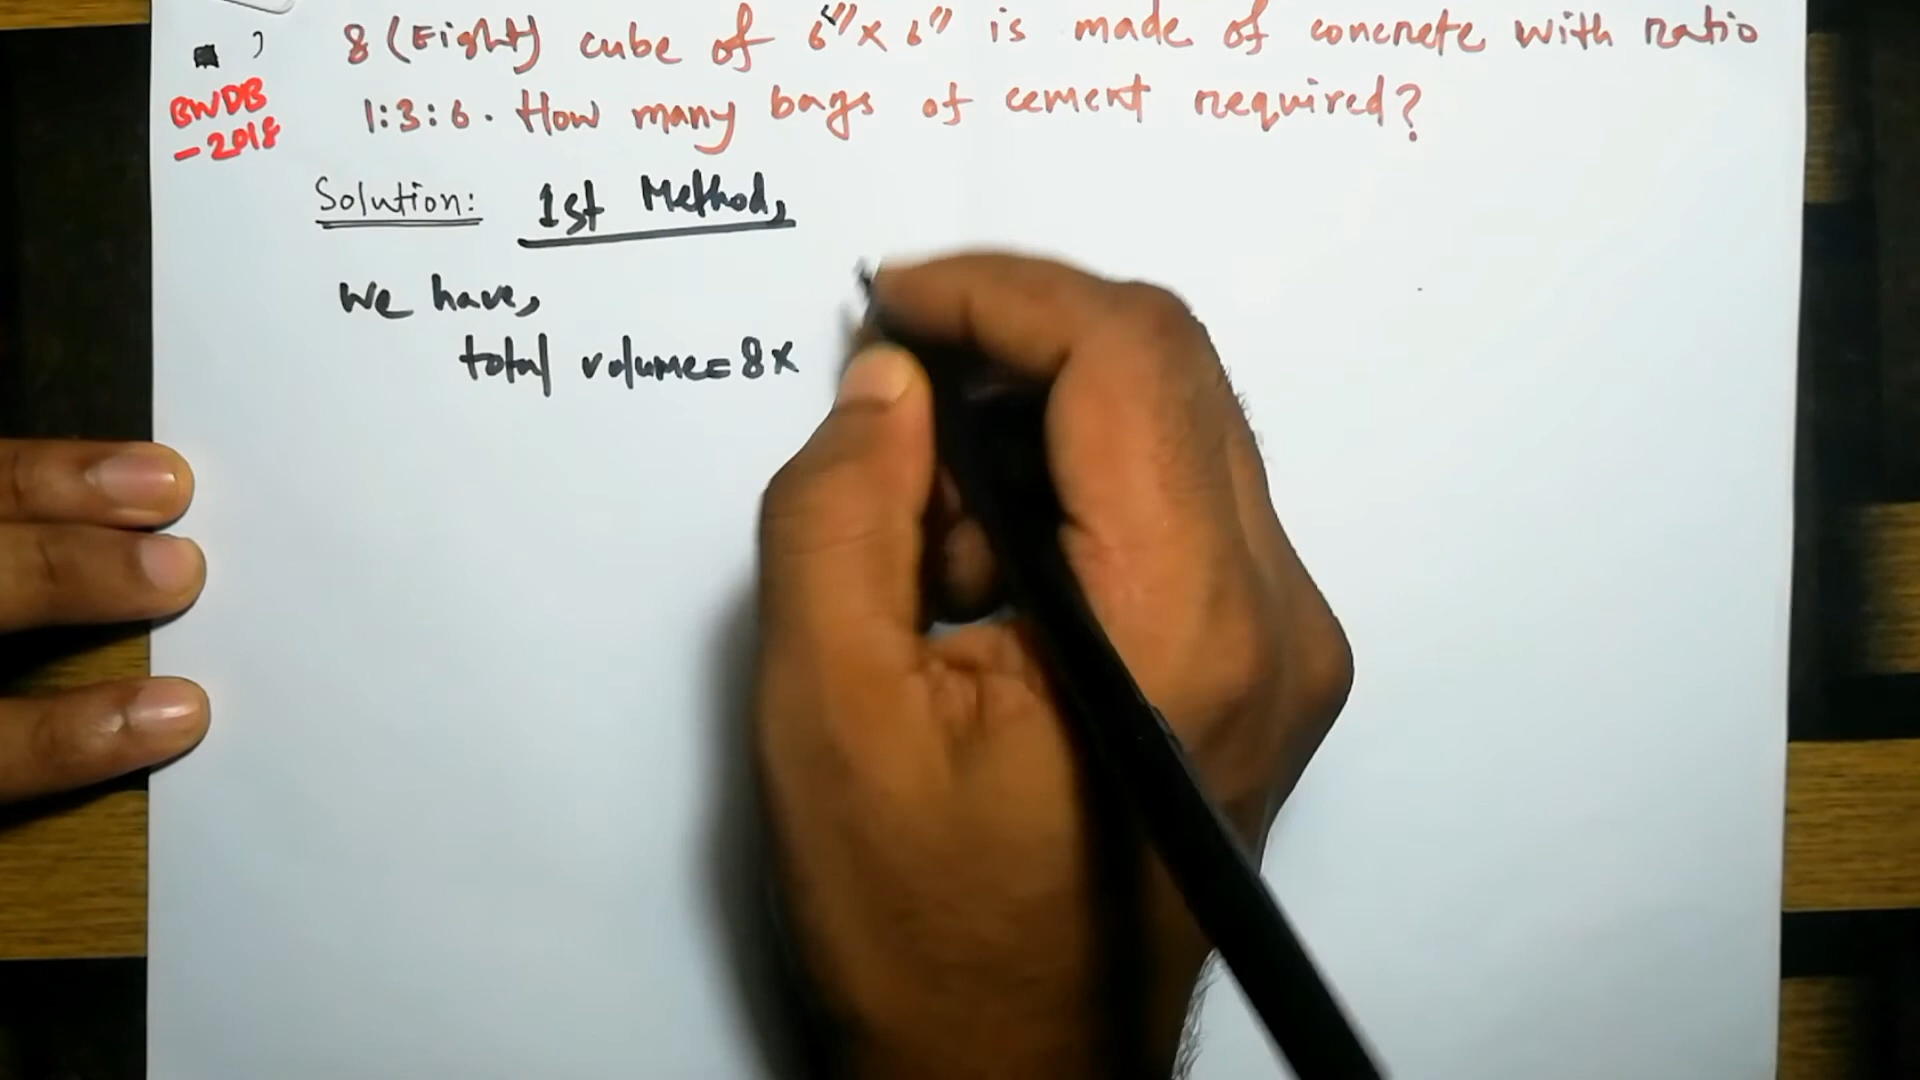 8 (Eight) cube of 6"x 6" is made of concrete with ratio
1:3:6. How many bags of cement required?
BWDB
-2018
Solution: 1st Method,
We have,
total volume = 8x